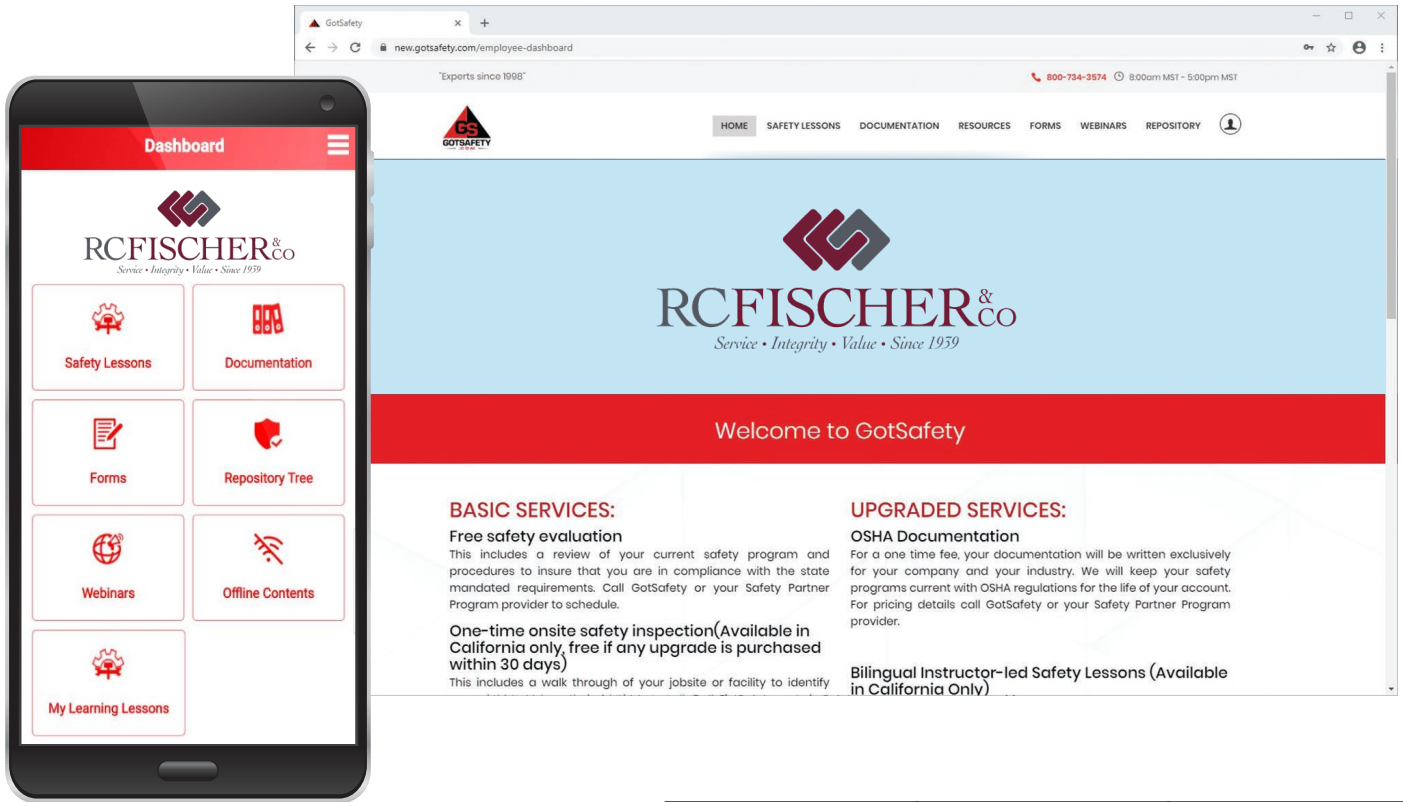 GotSafety
new.gotsafety.com/employee-dashboard
"Experts since 1998"
800-734-3574 8:00am MST - 5:00pm MST
GS
GOTSAFETY
.COM
HOME SAFETY LESSONS DOCUMENTATION RESOURCES FORMS WEBINARS REPOSITORY
RCFISCHER&CO
Service • Integrity • Value • Since 1939
Welcome to GotSafety
BASIC SERVICES:
Free safety evaluation
This includes a review of your current safety program and
procedures to insure that you are in compliance with the state
mandated requirements. Call GotSafety or your Safety Partner
Program provider to schedule.
One-time onsite safety inspection(Available in
California only, free if any upgrade is purchased
within 30 days)
This includes a walk through of your jobsite or facility to identify
UPGRADED SERVICES:
OSHA Documentation
For a one time fee, your documentation will be written exclusively
for your company and your industry. We will keep your safety
programs current with OSHA regulations for the life of your account.
For pricing details call GotSafety or your Safety Partner Program
provider.
Bilingual Instructor-led Safety Lessons (Available
in California Only)
Dashboard
RCFISCHER&CO
Service • Integrity • Value • Since 1939
Safety Lessons
Documentation
Forms
Repository Tree
Webinars
Offline Contents
My Learning Lessons